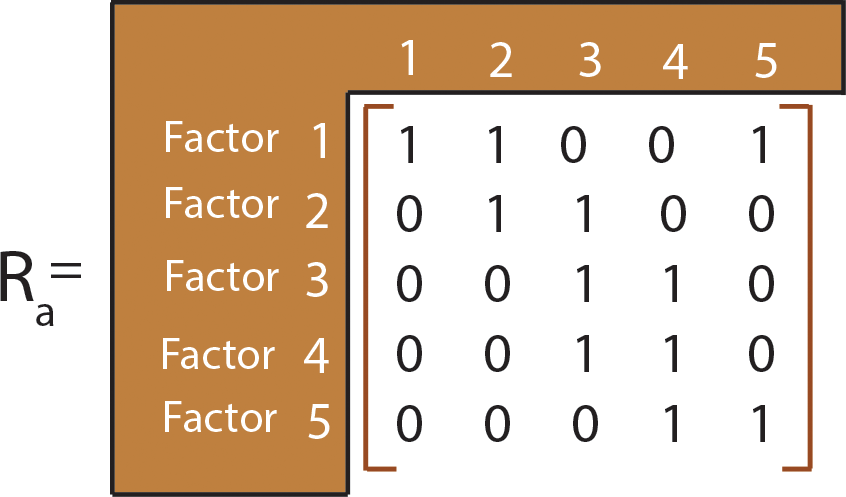 1 2 3 4 5
Factor 1 1 1 0 0 1
Factor 2 0 1 1 0 0
Ra=
Factor 3 0 0 1 1 0
Factor 4 0 0 1 1 0
Factor 5 0 0 0 1 1